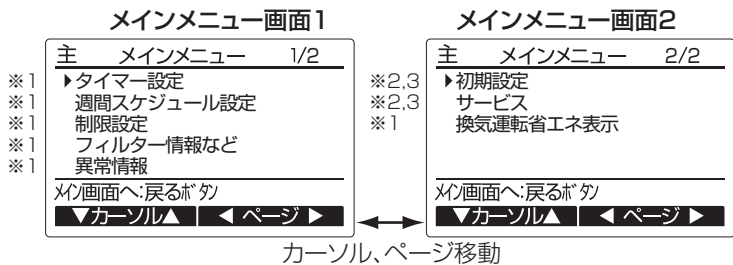 メインメニュー画面1
主 メインメニュー 1/2
※1 ▶タイマー設定
※1 週間スケジュール設定
※1 制限設定
※1 フィルター情報など
※1 異常情報
メイン画面へ:戻るボタン
▼カーソル▲ ◀ ページ ▶
メインメニュー画面2
主 メインメニュー 2/2
※2,3 ▶初期設定
※2,3 サービス
※1 換気運転省エネ表示
メイン画面へ:戻るボタン
▼カーソル▲ ◀ ページ ▶
カーソル、ページ移動